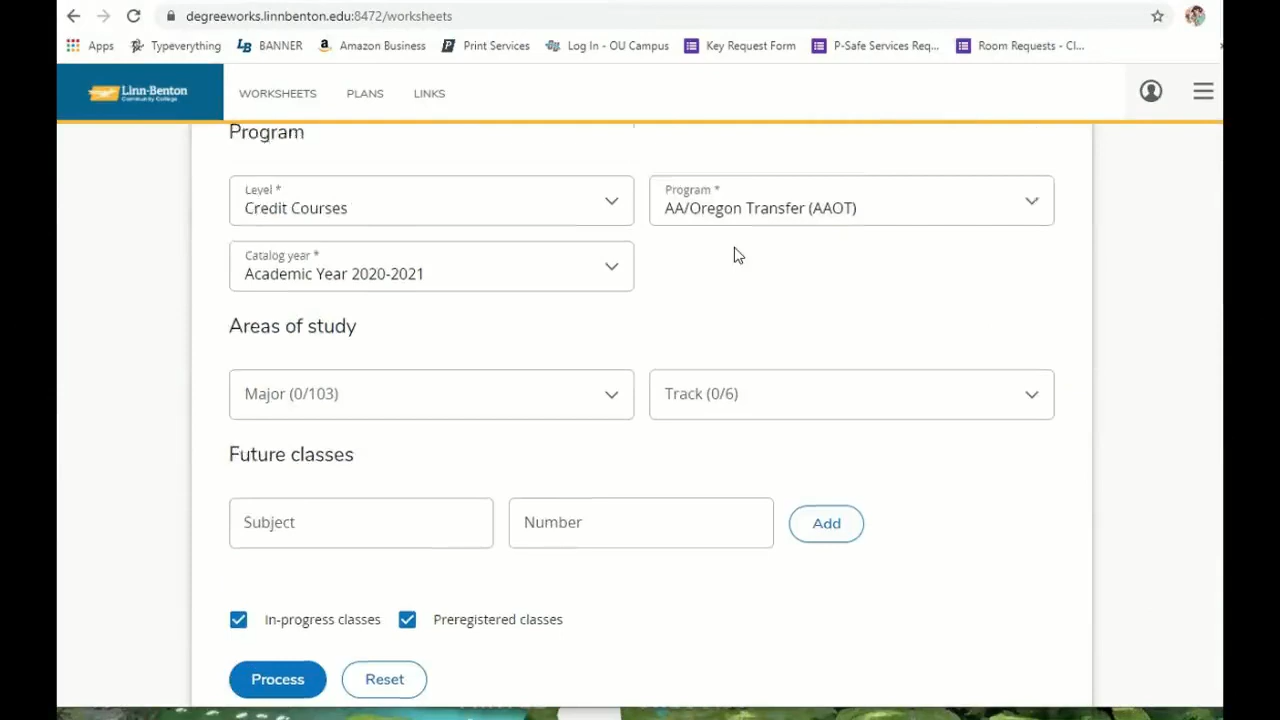 degreeworks.linnbenton.edu:8472/worksheets
Apps Typeverything BANNER Amazon Business Print Services Log In - OU Campus Key Request Form P-Safe Services Req... Room Requests - Cl...
Linn-Benton
Community College
WORKSHEETS PLANS LINKS
Program
Level * Program *
Credit Courses AA/Oregon Transfer (AAOT)
Catalog year *
Academic Year 2020-2021
Areas of study
Major (0/103) Track (0/6)
Future classes
Subject Number Add
In-progress classes Preregistered classes
Process Reset